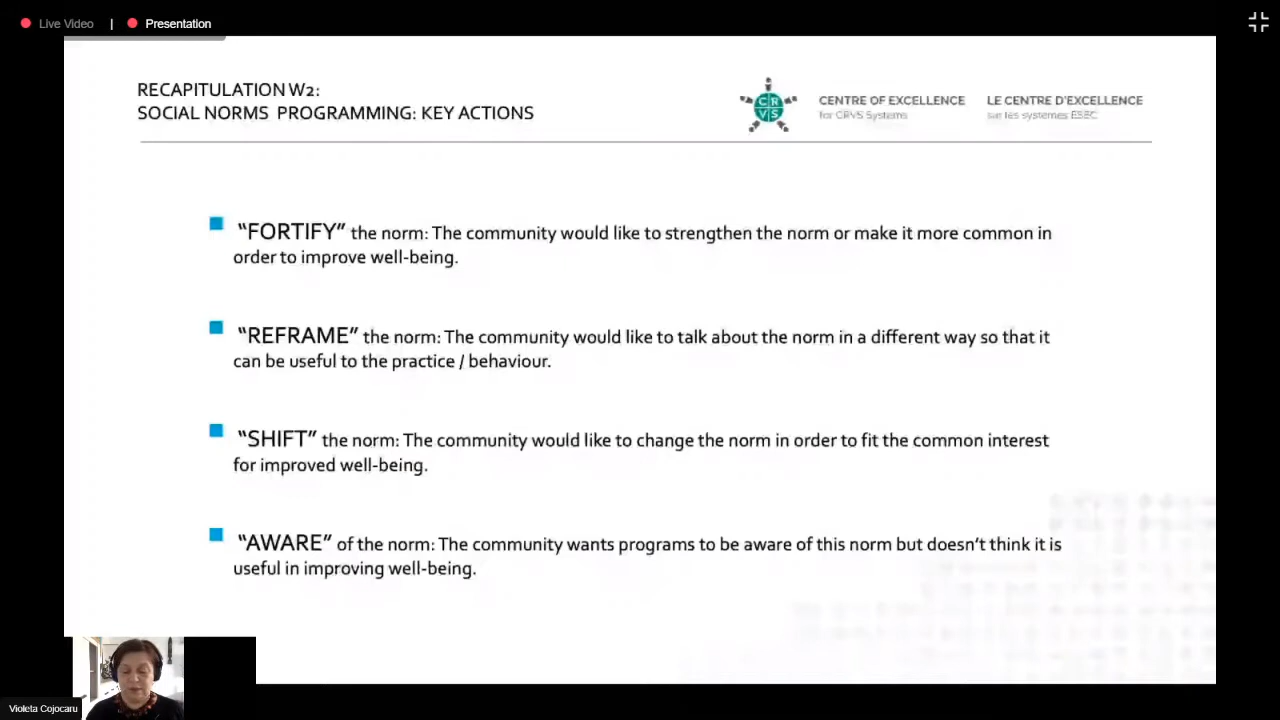 Live Video | Presentation
RECAPITULATION W2:
SOCIAL NORMS PROGRAMMING: KEY ACTIONS
C R V S
CENTRE OF EXCELLENCE
for CRVS Systems
LE CENTRE D'EXCELLENCE
sur les systèmes ESEC
“FORTIFY” the norm: The community would like to strengthen the norm or make it more common in
order to improve well-being.
“REFRAME” the norm: The community would like to talk about the norm in a different way so that it
can be useful to the practice / behaviour.
“SHIFT” the norm: The community would like to change the norm in order to fit the common interest
for improved well-being.
“AWARE” of the norm: The community wants programs to be aware of this norm but doesn’t think it is
useful in improving well-being.
Violeta Cojocaru